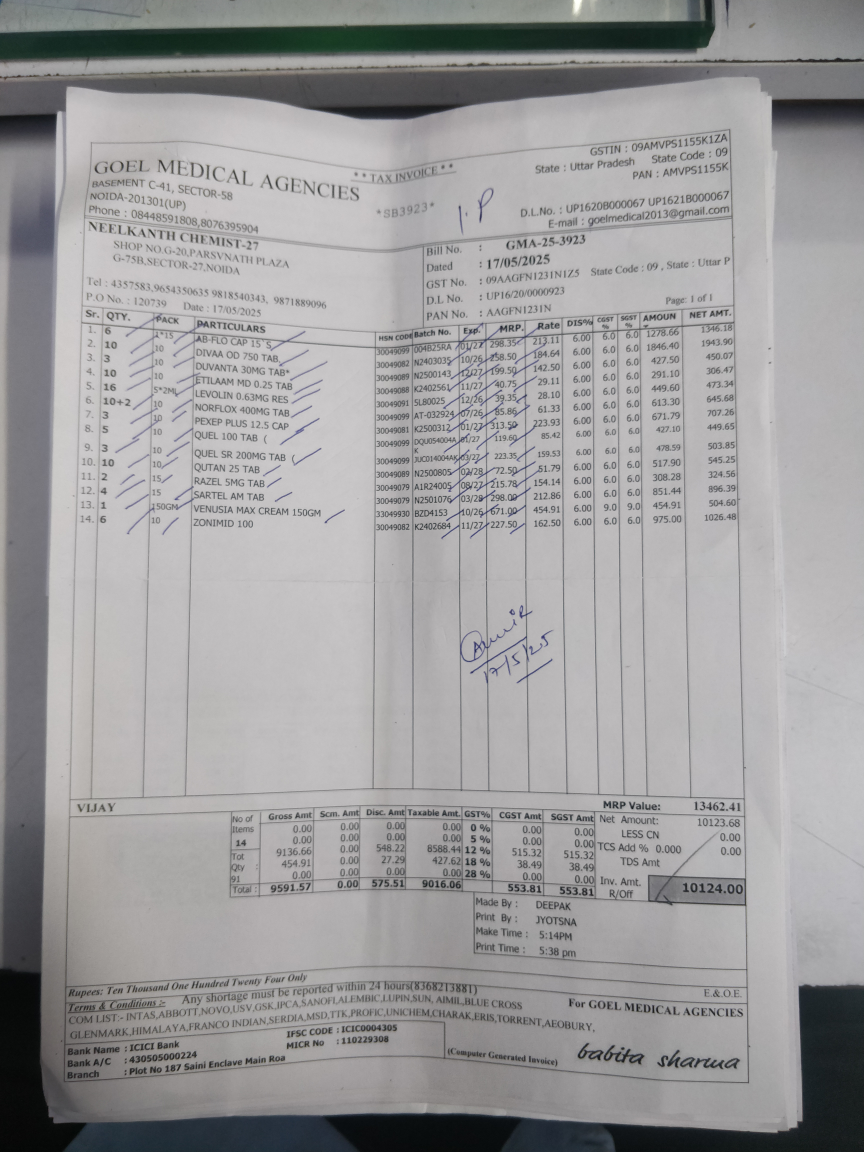 GSTIN : 09AMVPS1155K1ZA
State : Uttar Pradesh State Code : 09
PAN : AMVPS1155K
GOEL MEDICAL AGENCIES
* * TAX INVOICE * *
BASEMENT C-41, SECTOR-58
NOIDA-201301(UP)
Phone : 08448591808,8076395904
*SB3923*
I.P
D.L.No. : UP1620B000067 UP1621B000067
E-mail : goelmedical2013@gmail.com
NEELKANTH CHEMIST-27
SHOP NO.G-20,PARSVNATH PLAZA
G-75B,SECTOR-27,NOIDA
Tel : 4357583,9654350635 9818540343, 9871889096
P.O No. : 120739 Date : 17/05/2025
Bill No. : GMA-25-3923
Dated : 17/05/2025
GST No. : 09AAGFN1231N1Z5 State Code : 09 , State : Uttar P
D.L. No. : UP16/20/0000923
PAN No. : AAGFN1231N
Page: 1 of 1
Sr. QTY. PACK PARTICULARS HSN CODE Batch No. Exp. MRP. Rate DIS% CGST % SGST % AMOUN NET AMT.
1. 6 1*15 AB-FLO CAP 15`S 30049099 004B25RA 01/27 298.35 213.11 6.00 6.0 6.0 1278.66 1346.18
2. 10 10 DIVAA OD 750 TAB 30049082 N2403035 10/26 258.50 184.64 6.00 6.0 6.0 1846.40 1943.90
3. 3 10 DUVANTA 30MG TAB* 30049089 N2500143 12/27 199.50 142.50 6.00 6.0 6.0 427.50 450.07
4. 10 10 ETILAAM MD 0.25 TAB 30049088 K2402561 11/27 40.75 29.11 6.00 6.0 6.0 291.10 306.47
5. 16 5*2ML LEVOLIN 0.63MG RES 30049091 SL80025 12/26 39.35 28.10 6.00 6.0 6.0 449.60 473.34
6. 10+2 10 NORFLOX 400MG TAB 30049099 AT-032924 07/26 85.86 61.33 6.00 6.0 6.0 613.30 645.68
7. 3 10 PEXEP PLUS 12.5 CAP 30049081 K2500312 01/27 313.50 223.93 6.00 6.0 6.0 671.79 707.26
8. 5 10 QUEL 100 TAB ( 30049099 DQU054004A K 01/27 119.60 85.42 6.00 6.0 6.0 427.10 449.65
9. 3 10 QUEL SR 200MG TAB ( 30049099 JUC014004AK 03/27 223.35 159.53 6.00 6.0 6.0 478.59 503.85
10. 10 10 QUTAN 25 TAB 30049089 N2500805 02/28 72.50 51.79 6.00 6.0 6.0 517.90 545.25
11. 2 15 RAZEL 5MG TAB 30049079 A1R24005 08/27 215.78 154.14 6.00 6.0 6.0 308.28 324.56
12. 4 15 SARTEL AM TAB 30049079 N2501076 03/28 298.00 212.86 6.00 6.0 6.0 851.44 896.39
13. 1 150GM VENUSIA MAX CREAM 150GM 33049930 BZD4153 10/26 671.00 454.91 6.00 9.0 9.0 454.91 504.60
14. 6 10 ZONIMID 100 30049082 K2402684 11/27 227.50 162.50 6.00 6.0 6.0 975.00 1026.48
17/5/25
VIJAY
MRP Value: 13462.41
No of Items 14 Tot Qty : 91
Gross Amt Scm. Amt Disc. Amt Taxable Amt. GST% CGST Amt SGST Amt
0.00 0.00 0.00 0.00 0 % 0.00 0.00
0.00 0.00 0.00 0.00 5 % 0.00 0.00
9136.66 0.00 548.22 8588.44 12 % 515.32 515.32
454.91 0.00 27.29 427.62 18 % 38.49 38.49
0.00 0.00 0.00 0.00 28 % 0.00 0.00
Total : 9591.57 0.00 575.51 9016.06 553.81 553.81
Net Amount: 10123.68
LESS CN 0.00
TCS Add % 0.000 0.00
TDS Amt
Inv. Amt. R/Off 10124.00
Made By : DEEPAK
Print By : JYOTSNA
Make Time : 5:14PM
Print Time : 5:38 pm
Rupees: Ten Thousand One Hundred Twenty Four Only
E.& O.E.
Terms & Conditions :- Any shortage must be reported within 24 hours(8368213881)
COM LIST:- INTAS,ABBOTT,NOVO,USV,GSK,IPCA,SANOFI,ALEMBIC,LUPIN,SUN, AIMIL,BLUE CROSS
GLENMARK,HIMALAYA,FRANCO INDIAN,SERDIA,MSD,TTK,PROFIC,UNICHEM,CHARAK,ERIS,TORRENT,AEOBURY,
For GOEL MEDICAL AGENCIES
Bank Name : ICICI Bank IFSC CODE : ICIC0004305
Bank A/C : 430505000224 MICR No : 110229308
Branch : Plot No 187 Saini Enclave Main Roa
(Computer Generated Invoice)
babita sharma